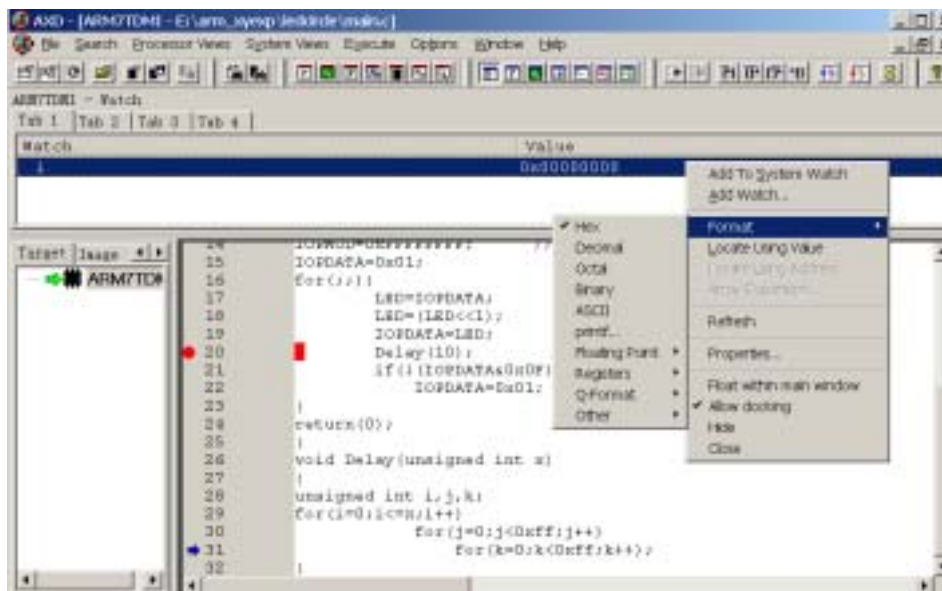 AXD - [ARM7TDMI - E:\arm_xyexp\ledcircle\main.c]
File Search Processor Views System Views Execute Options Window Help
ARM7TDMI - Watch
Tab 1 Tab 2 Tab 3 Tab 4
Watch Value
i 0x00000000
Add To System Watch
Add Watch...
Format
Locate Using Value
Locate Using Address
Refresh
Properties...
Float within main window
Allow docking
Hide
Close
Hex
Decimal
Octal
Binary
ASCII
printf...
Floating Point
Registers
Q-Format
Other
Target Image
ARM7TDM
15 IOPDATA=0x01;
16 for(;;){
17 LED=IOPDATA;
18 LED=(LED<<1);
19 IOPDATA=LED;
20 Delay(10);
21 if(!(IOPDATA&0x0F)
22 IOPDATA=0x01;
23 }
24 return(0);
25 }
26 void Delay(unsigned int x)
27 {
28 unsigned int i,j,k;
29 for(i=0;i<=x;i++)
30 for(j=0;j<0xff;j++)
31 for(k=0;k<0xff;k++);
32 }